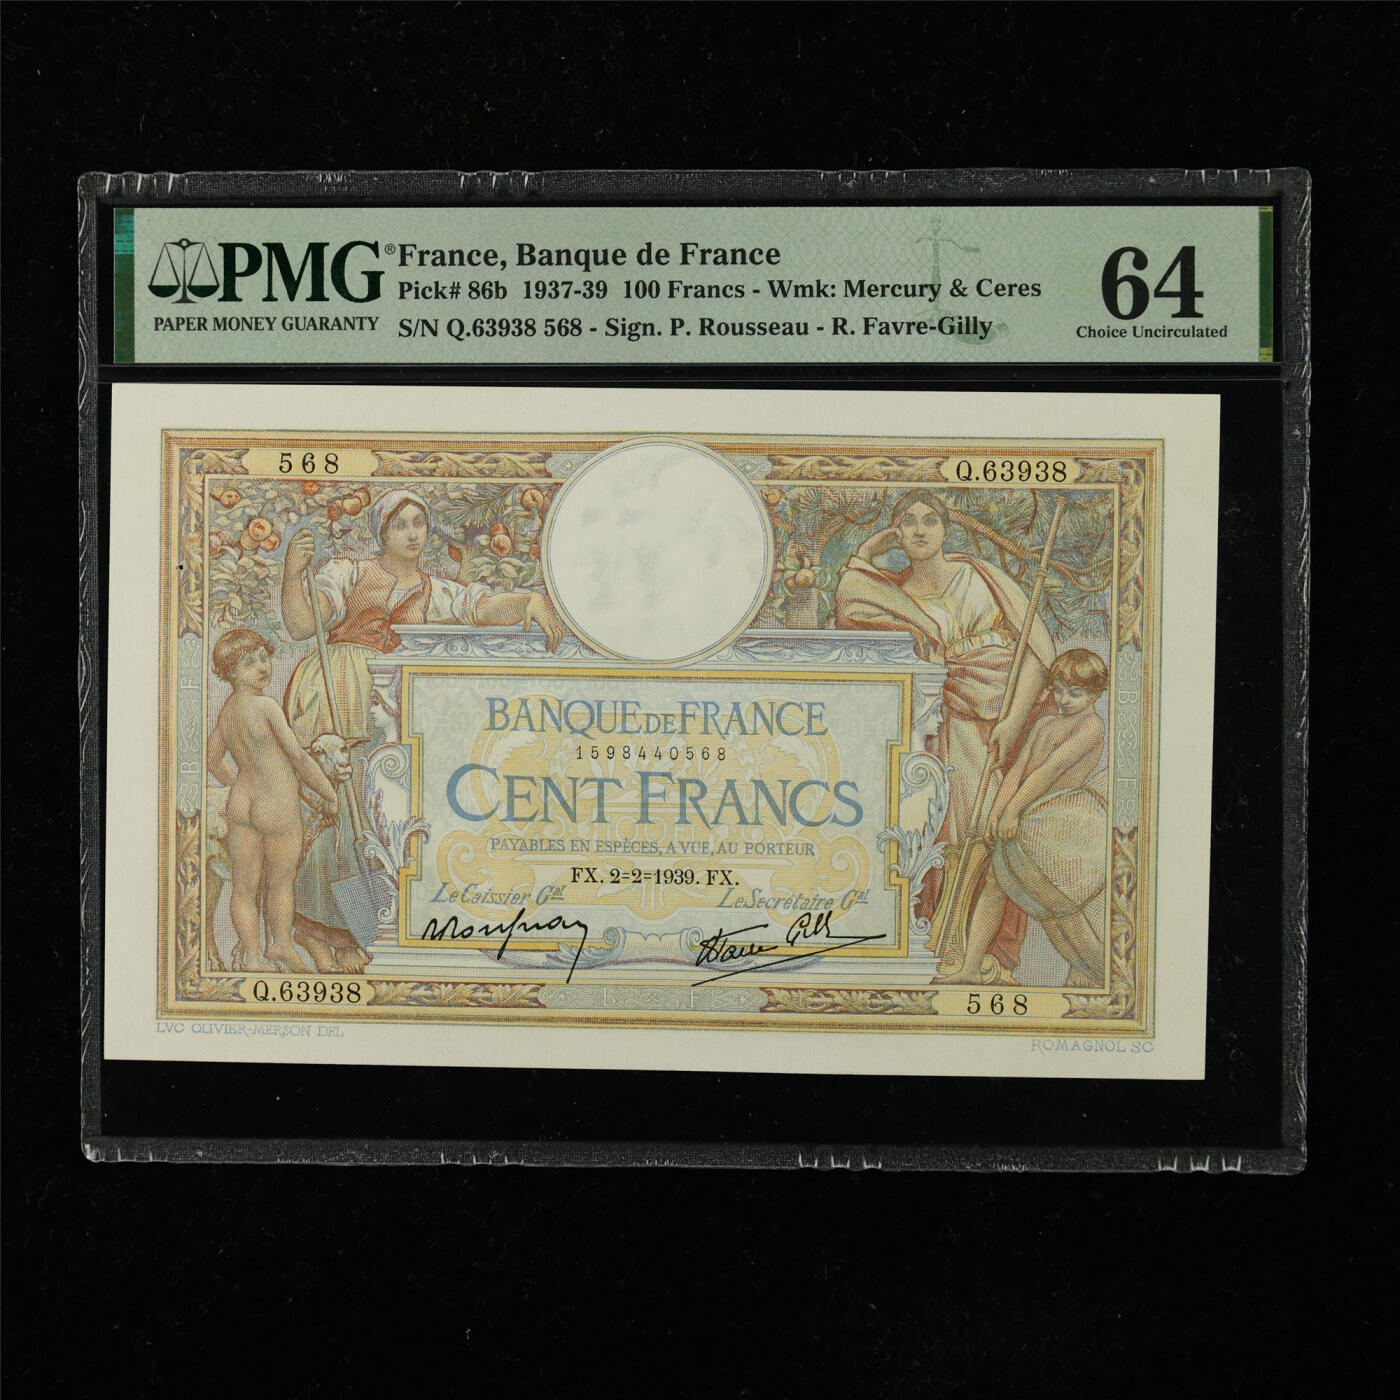 PMG®
PAPER MONEY GUARANTY
France, Banque de France
Pick# 86b 1937-39 100 Francs - Wmk: Mercury & Ceres
S/N Q.63938 568 - Sign. P. Rousseau - R. Favre-Gilly
64
Choice Uncirculated
568
Q.63938
BANQUE DE FRANCE
1598440568
CENT FRANCS
PAYABLES EN ESPÈCES, A VUE, AU PORTEUR
FX. 2=2=1939. FX.
Le Caissier Gal
Le Secrétaire Gal
Q.63938
568
B F
B F
B F
LVC OLIVIER-MERSON DEL
ROMAGNOL SC